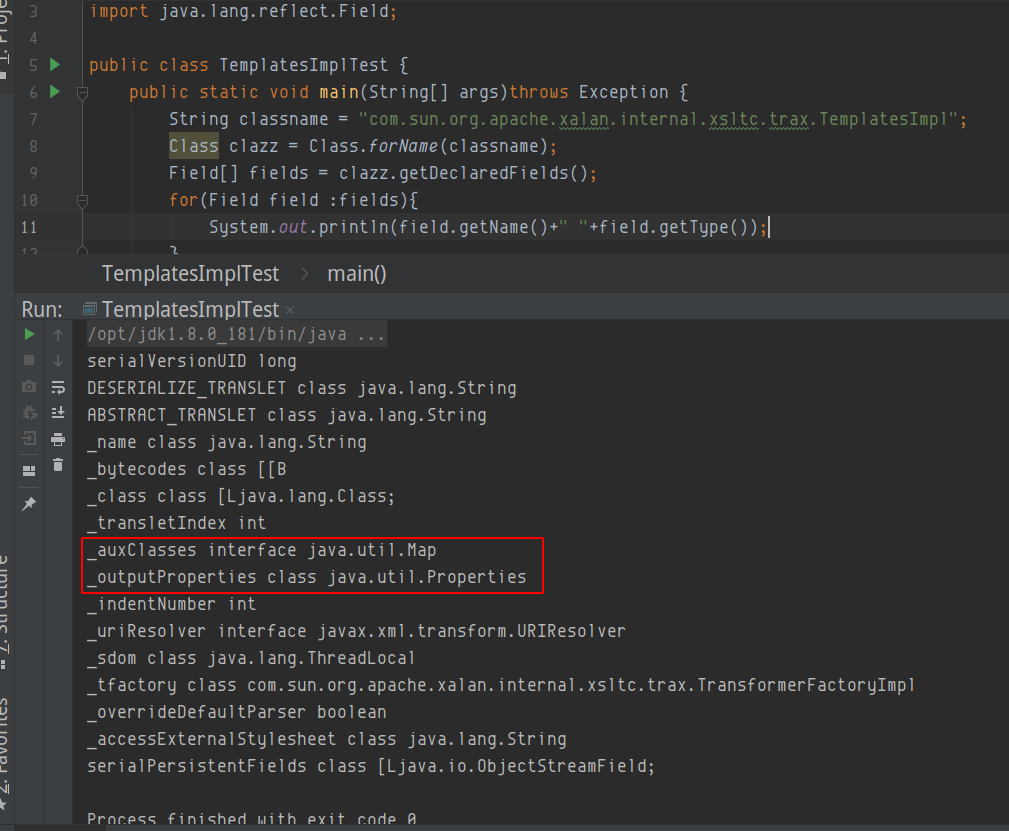 3 import java.lang.reflect.Field;
4
5 public class TemplatesImplTest {
6 public static void main(String[] args)throws Exception {
7 String classname = "com.sun.org.apache.xalan.internal.xsltc.trax.TemplatesImpl";
8 Class clazz = Class.forName(classname);
9 Field[] fields = clazz.getDeclaredFields();
10 for(Field field :fields){
11 System.out.println(field.getName()+" "+field.getType());
12 }
TemplatesImplTest > main()
Run: TemplatesImplTest ×
/opt/jdk1.8.0_181/bin/java ...
serialVersionUID long
DESERIALIZE_TRANSLET class java.lang.String
ABSTRACT_TRANSLET class java.lang.String
_name class java.lang.String
_bytecodes class [[B
_class class [Ljava.lang.Class;
_transletIndex int
_auxClasses interface java.util.Map
_outputProperties class java.util.Properties
_indentNumber int
_uriResolver interface javax.xml.transform.URIResolver
_sdom class java.lang.ThreadLocal
_tfactory class com.sun.org.apache.xalan.internal.xsltc.trax.TransformerFactoryImpl
_overrideDefaultParser boolean
_accessExternalStylesheet class java.lang.String
serialPersistentFields class [Ljava.io.ObjectStreamField;
Process finished with exit code 0
7: Structure
2: Favorites